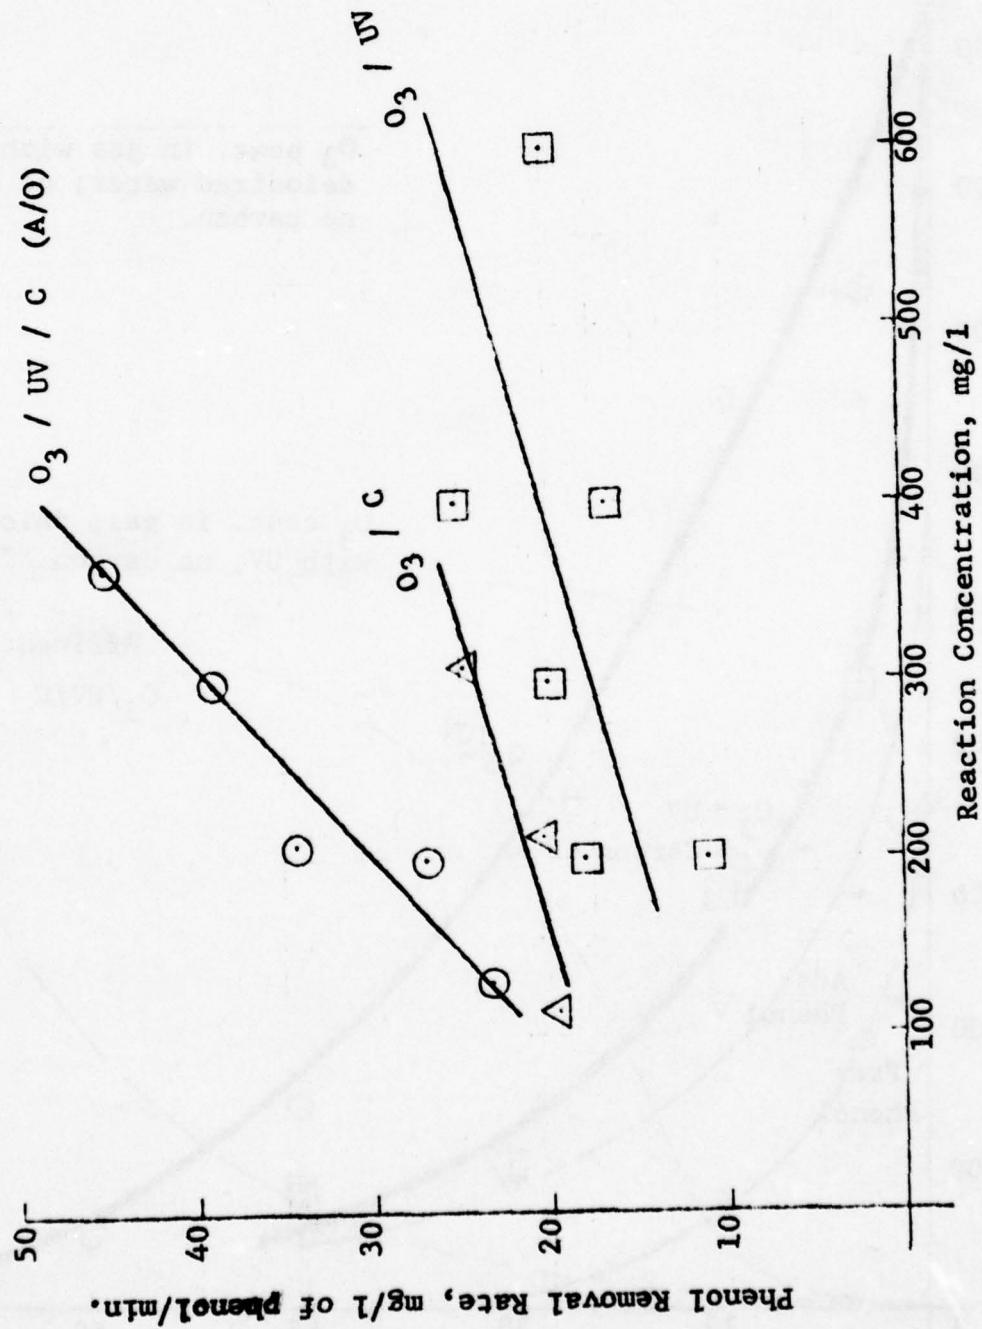 O3 / UV / C (A/O)
O3 / C
O3 / UV
50
40
30
20
10
100
200
300
400
500
600
Phenol Removal Rate, mg/l of phenol/min.
Reaction Concentration, mg/l